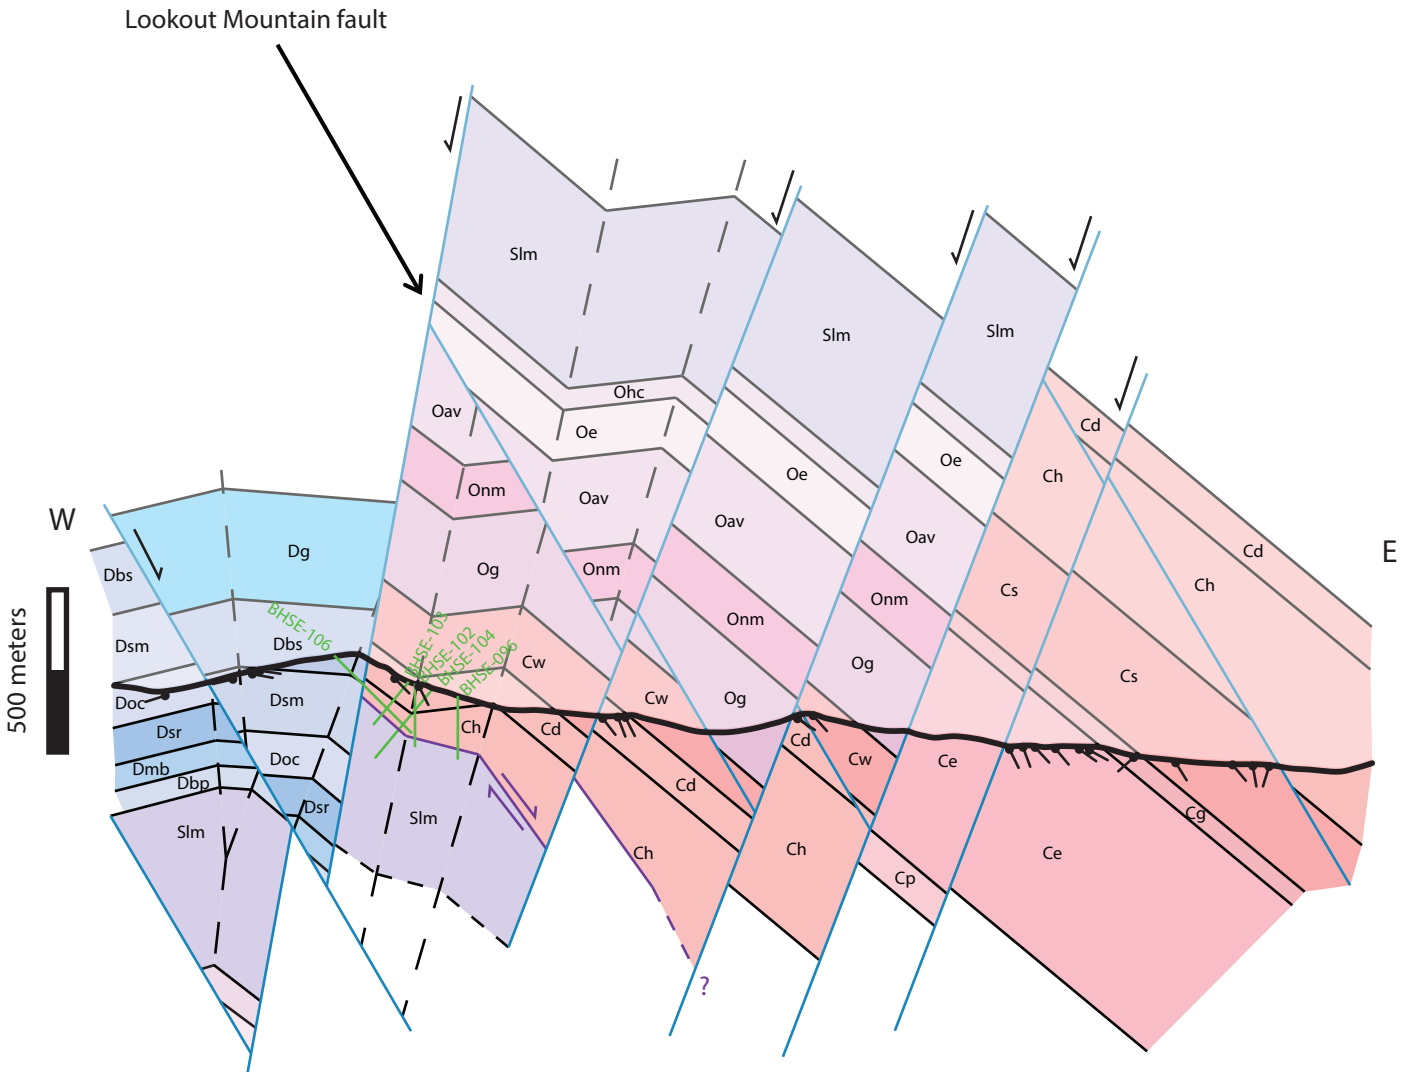 Lookout Mountain fault
W
E
500 meters
Slm
Slm
Slm
Ohc
Oe
Oe
Oe
Oav
Oav
Oav
Oav
Onm
Onm
Onm
Onm
Og
Og
Og
Cd
Ch
Cd
Ch
Cs
Cs
Dg
Dbs
Dsm
Dbs
BHSE-106
BHSE-103
BHSE-102
BHSE-104
BHSE-096
Cw
Cw
Doc
Dsm
Dsr
Doc
Dmb
Dbp
Dsr
Slm
Slm
Ch
Cd
Cd
Ch
Cd
Cw
Ce
Ch
Cp
Ce
Cg
?